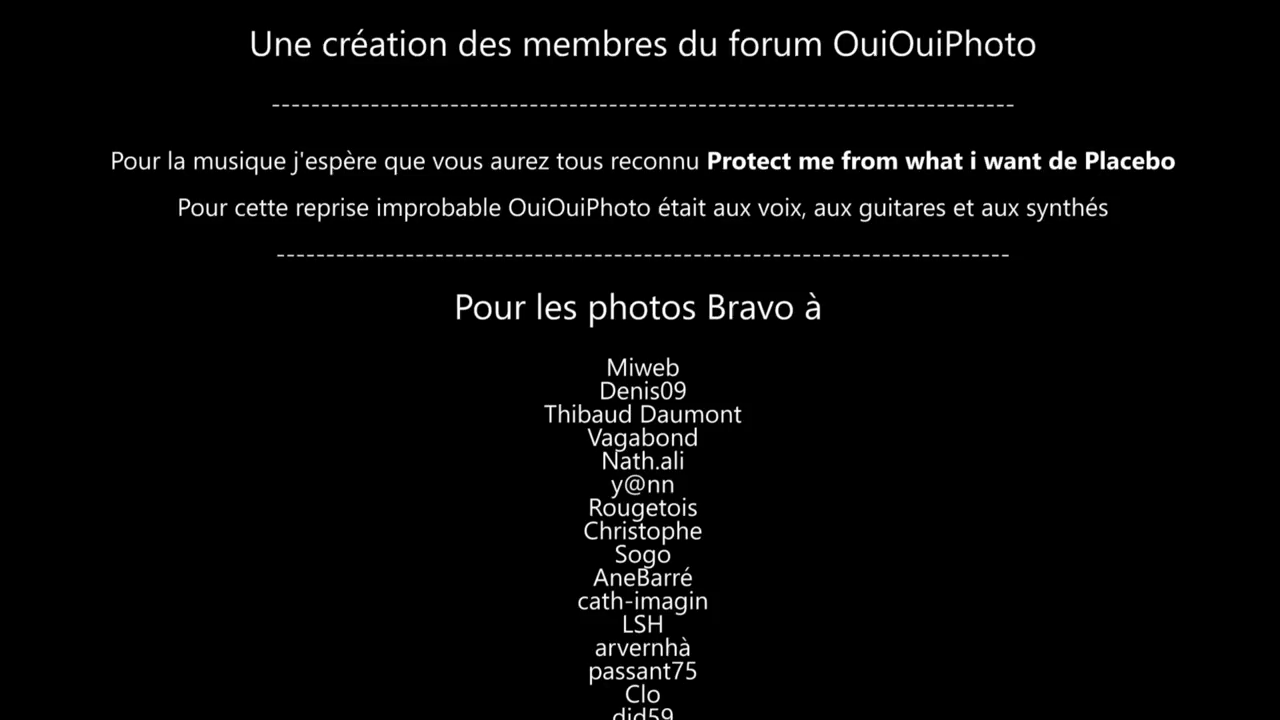 Une création des membres du forum OuiOuiPhoto
--------------------------------------------------------------------------
Pour la musique j'espère que vous aurez tous reconnu Protect me from what i want de Placebo
Pour cette reprise improbable OuiOuiPhoto était aux voix, aux guitares et aux synthés
-------------------------------------------------------------------------
Pour les photos Bravo à
Miweb
Denis09
Thibaud Daumont
Vagabond
Nath.ali
y@nn
Rougetois
Christophe
Sogo
AneBarré
cath-imagin
LSH
arvernhà
passant75
Clo
did59